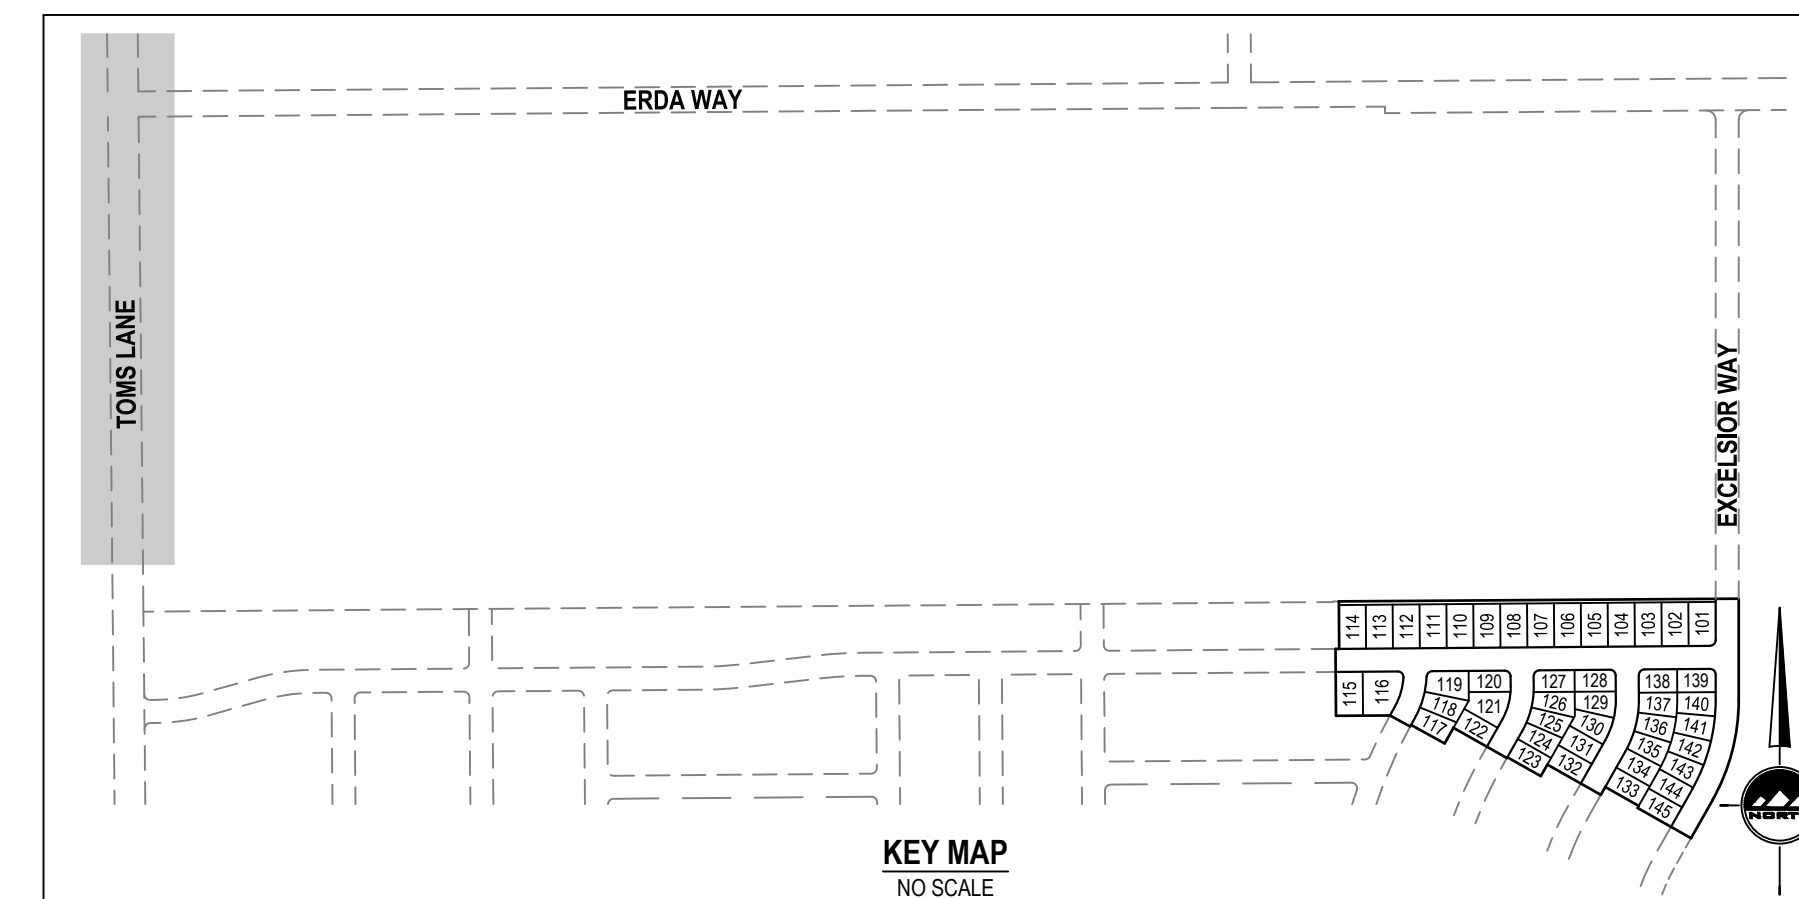 ERDA WAY
TOMS LANE
EXCELSIOR WAY
114 113 112 111 110 109 108 107 106 105 104 103 102 101
115 116 119 120 127 128 138 139
118 121 126 129 137 140
117 122 125 130 136 141
124 131 135 142
123 132 134 143
133 144
145
NORT
KEY MAP
NO SCALE